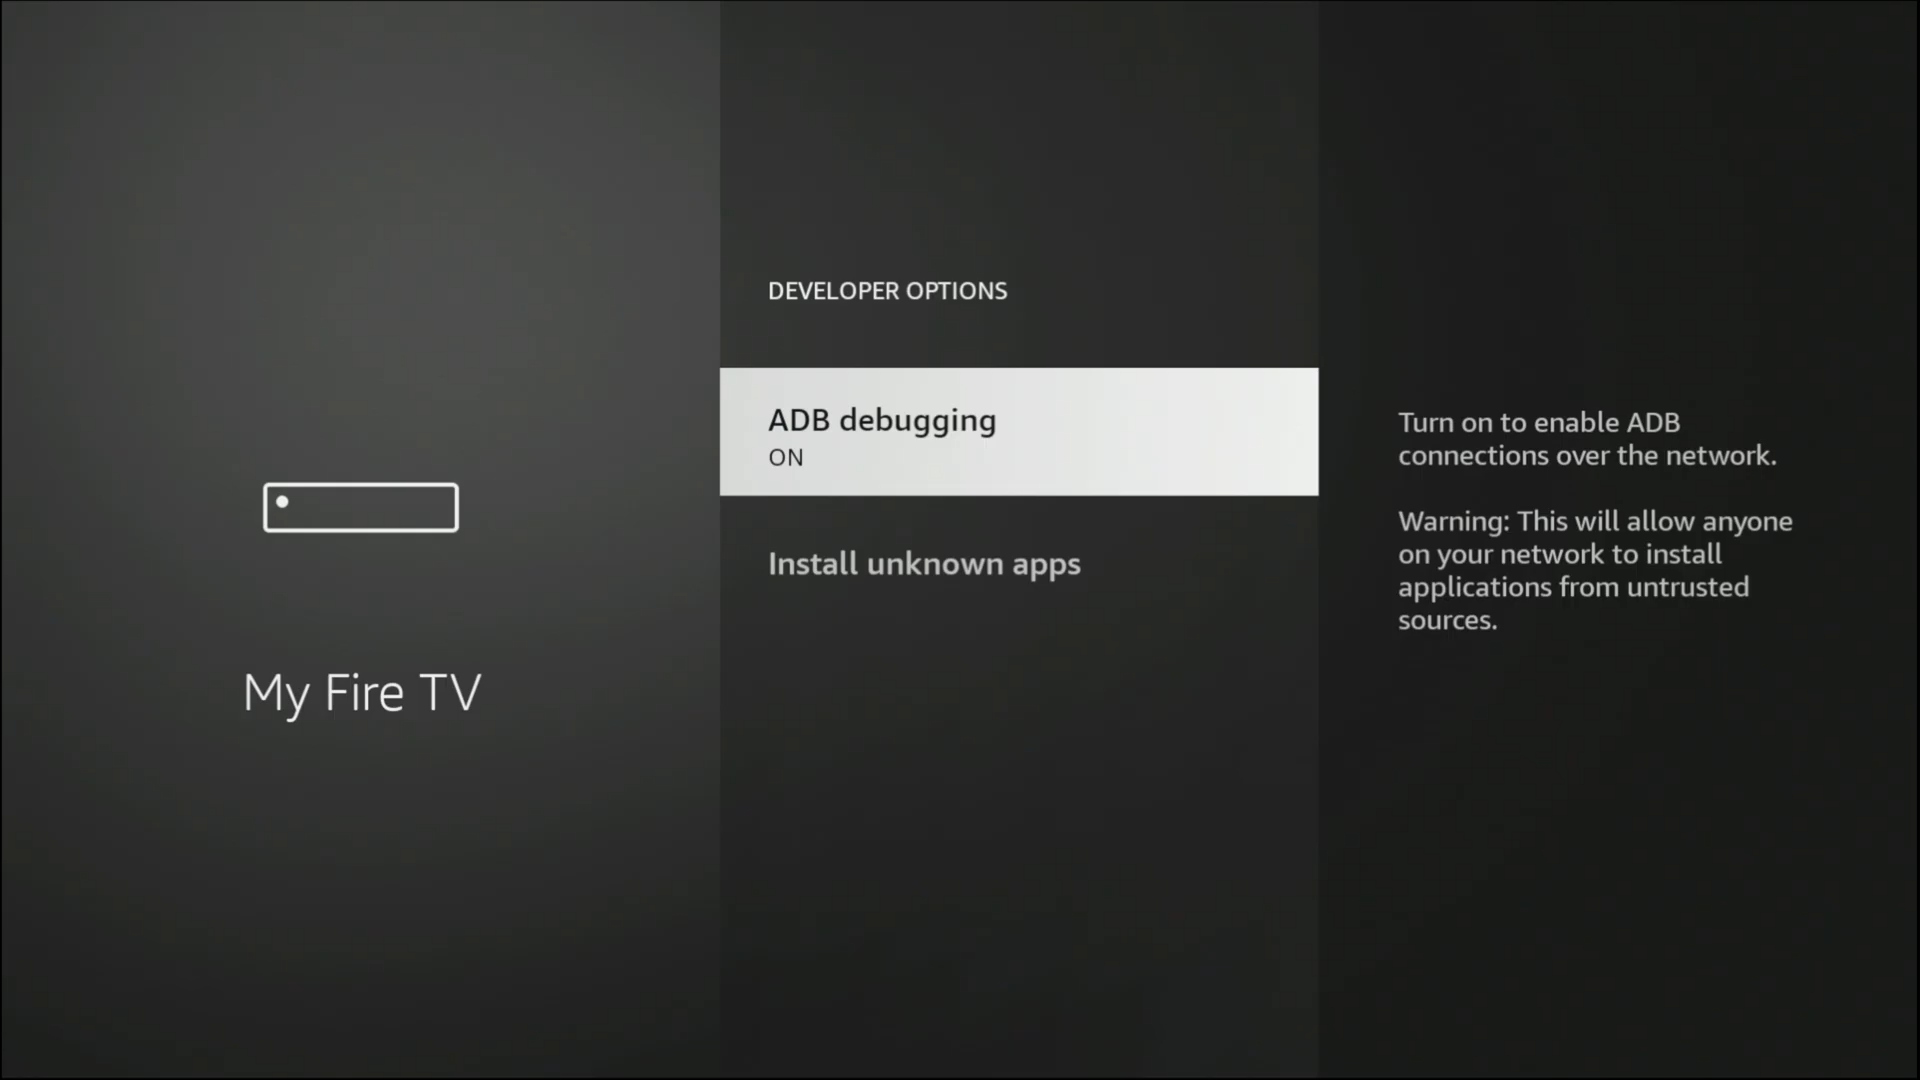 DEVELOPER OPTIONS
ADB debugging
ON
Install unknown apps
My Fire TV
Turn on to enable ADB
connections over the network.
Warning: This will allow anyone
on your network to install
applications from untrusted
sources.